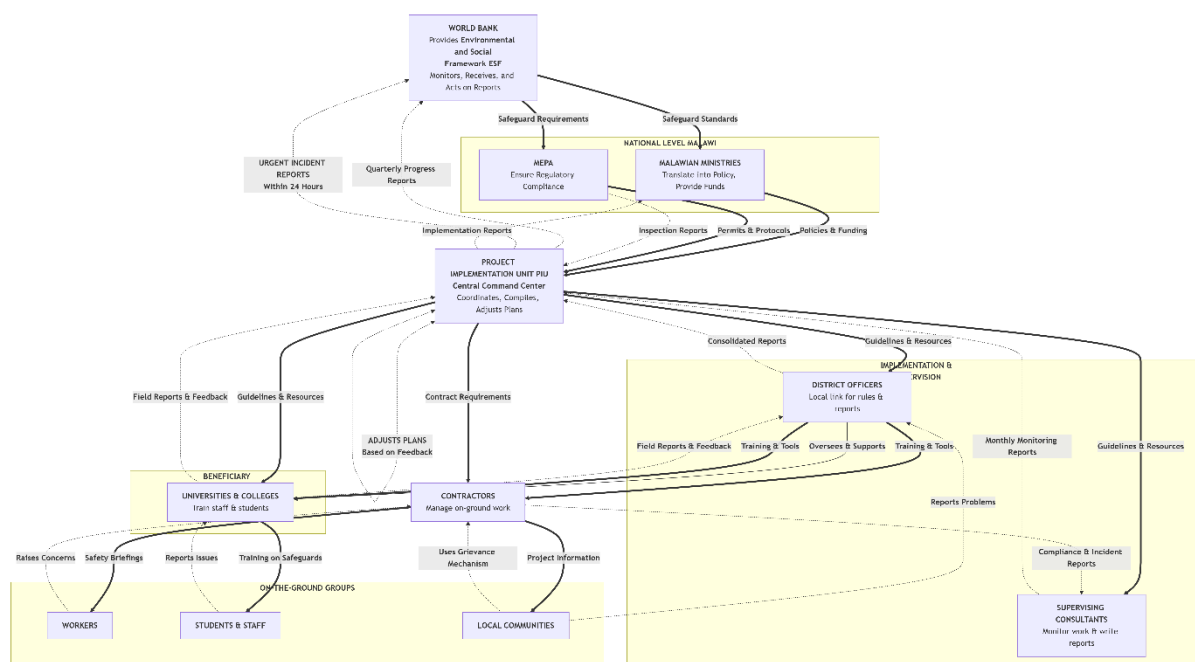 WORLD BANK
Provides Environmental
and Social
Framework ESF
Monitors, Receives, and
Acts on Reports
Safeguard Requirements
Safeguard Standards
NATIONAL LEVEL MALAWI
URGENT INCIDENT
REPORTS
Within 24 Hours
Quarterly Progress
Reports
MEPA
Ensure Regulatory
Compliance
MALAWIAN MINISTRIES
Translate into Policy,
Provide Funds
Implementation Reports
Inspection Reports
Permits & Protocols
Policies & Funding
PROJECT
IMPLEMENTATION UNIT PIU
Central Command Center
Coordinates, Compiles,
Adjusts Plans
Consolidated Reports
Guidelines & Resources
IMPLEMENTATION &
DISTRICT OFFICERS
Local link for rules &
reports
Field Reports & Feedback
Guidelines & Resources
Contract Requirements
ADJUSTS PLANS
Based on Feedback
Field Reports & Feedback
Training & Tools
Oversees & Supports
Training & Tools
Monthly Monitoring
Reports
Guidelines & Resources
BENEFICIARY
UNIVERSITIES & COLLEGES
Train staff & students
CONTRACTORS
Manage on-ground work
Reports Problems
Raises Concerns
Safety Briefings
Reports Issues
Training on Safeguards
Uses Grievance
Mechanism
Project Information
Compliance & Incident
Reports
ON-THE-GROUND GROUPS
WORKERS
STUDENTS & STAFF
LOCAL COMMUNITIES
SUPERVISING
CONSULTANTS
Monitor work & write
reports